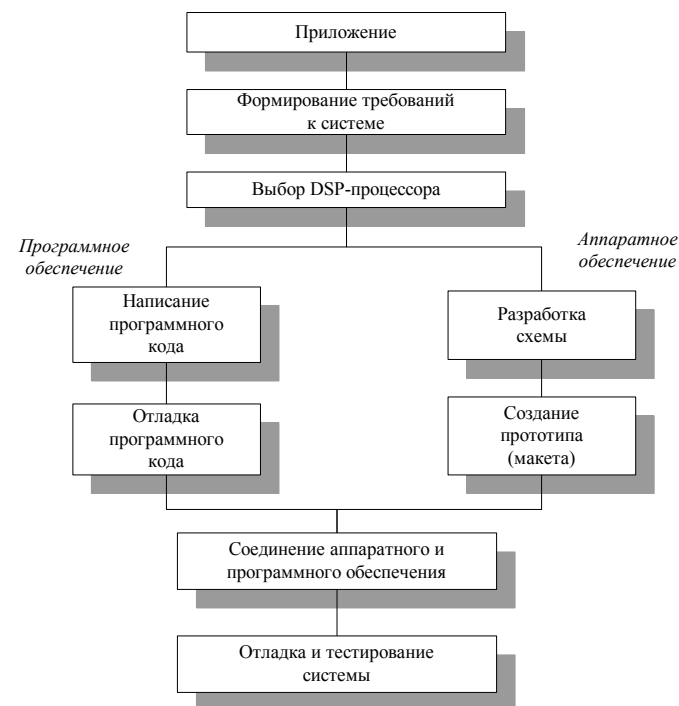 Приложение
Формирование требований
к системе
Выбор DSP-процессора
Программное
обеспечение
Аппаратное
обеспечение
Написание
программного
кода
Разработка
схемы
Отладка
программного
кода
Создание
прототипа
(макета)
Соединение аппаратного и
программного обеспечения
Отладка и тестирование
системы